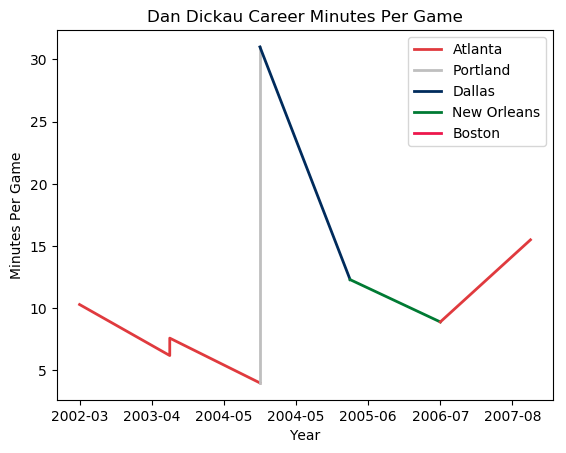 Dan Dickau Career Minutes Per Game
Atlanta
Portland
Dallas
New Orleans
Boston
Minutes Per Game
30
25
20
15
10
5
2002-03 2003-04 2004-05 2004-05 2005-06 2006-07 2007-08
Year